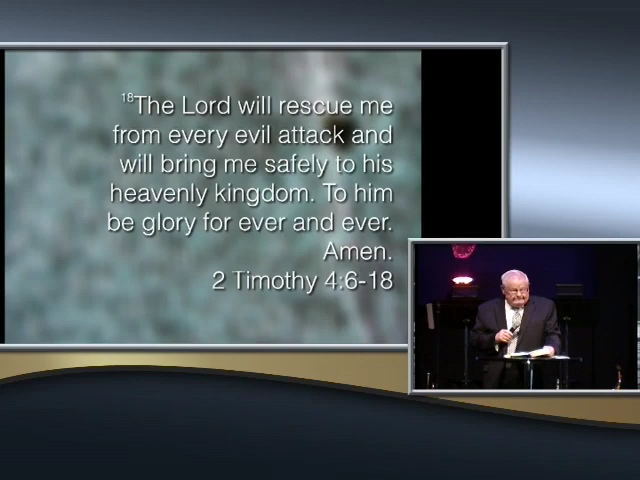 18The Lord will rescue me
from every evil attack and
will bring me safely to his
heavenly kingdom. To him
be glory for ever and ever.
Amen.
2 Timothy 4:6-18